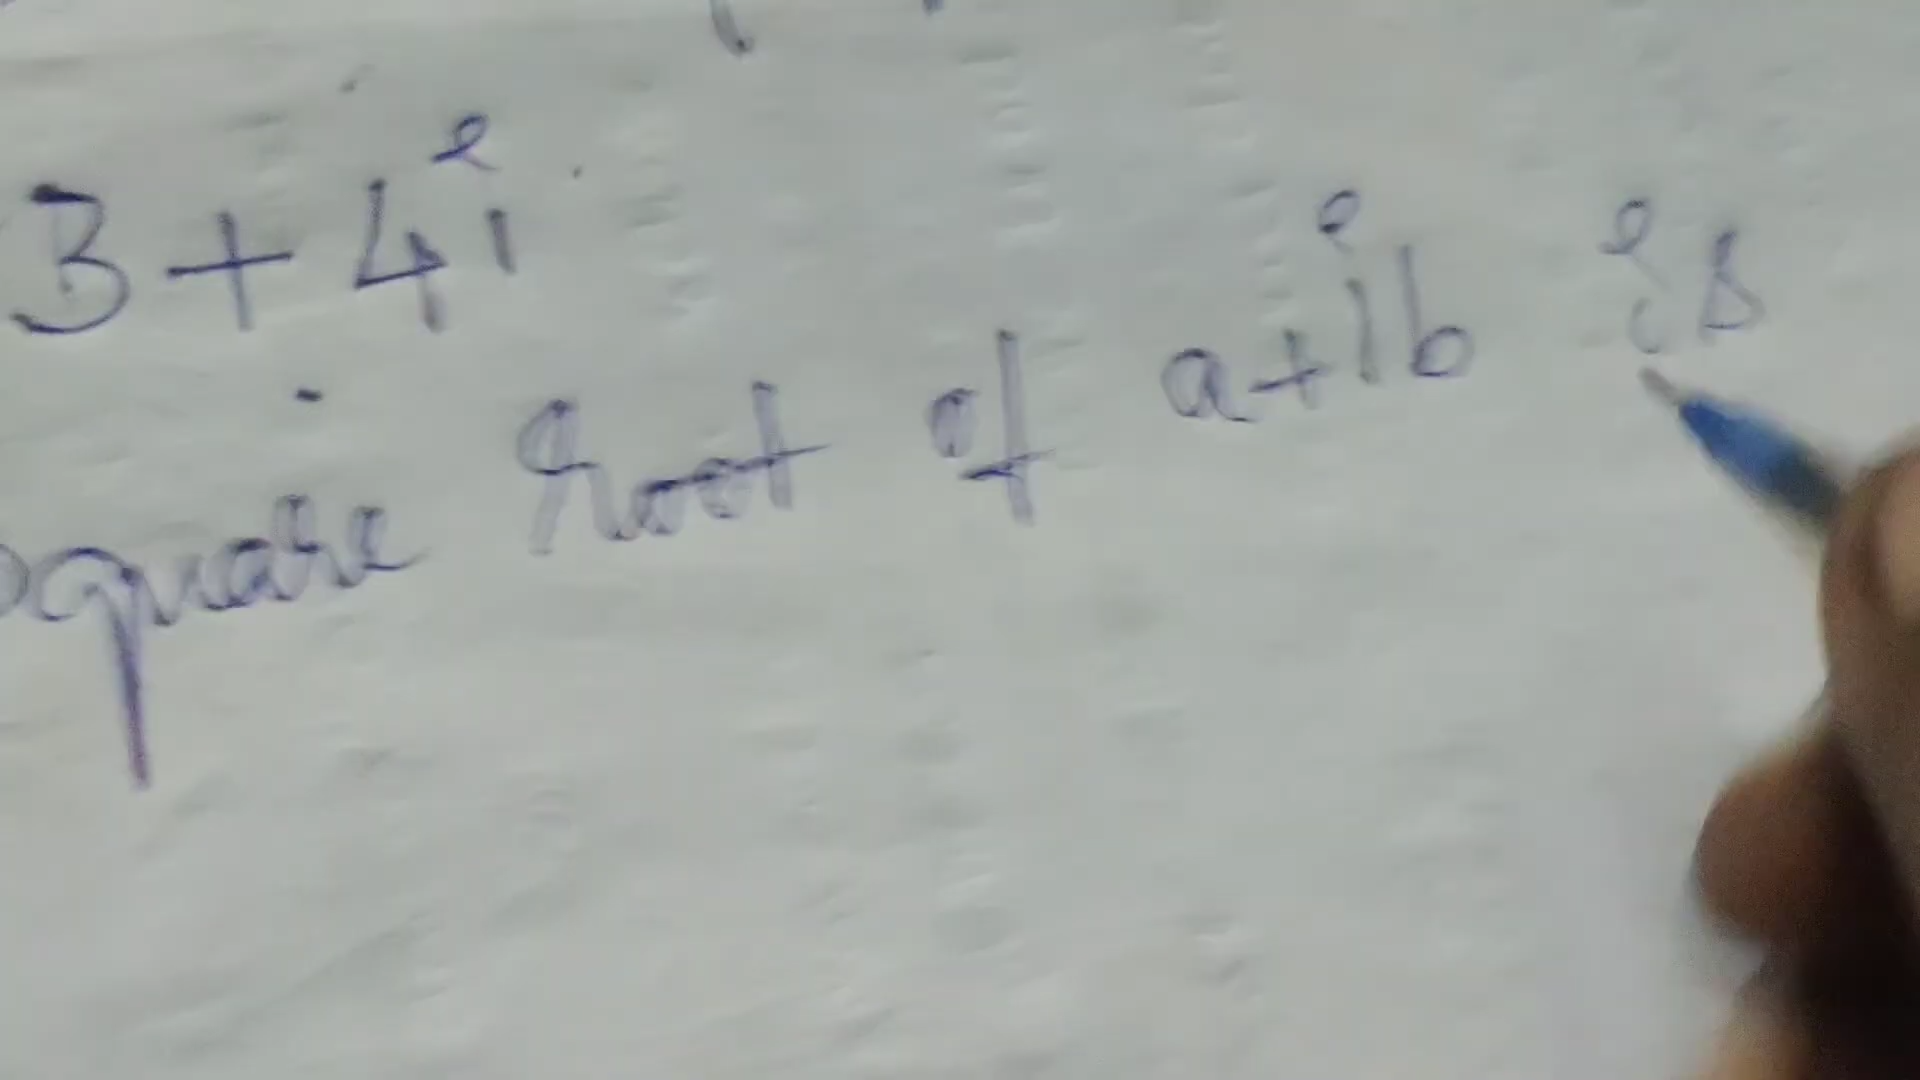 3+4i
square root of a+ib is